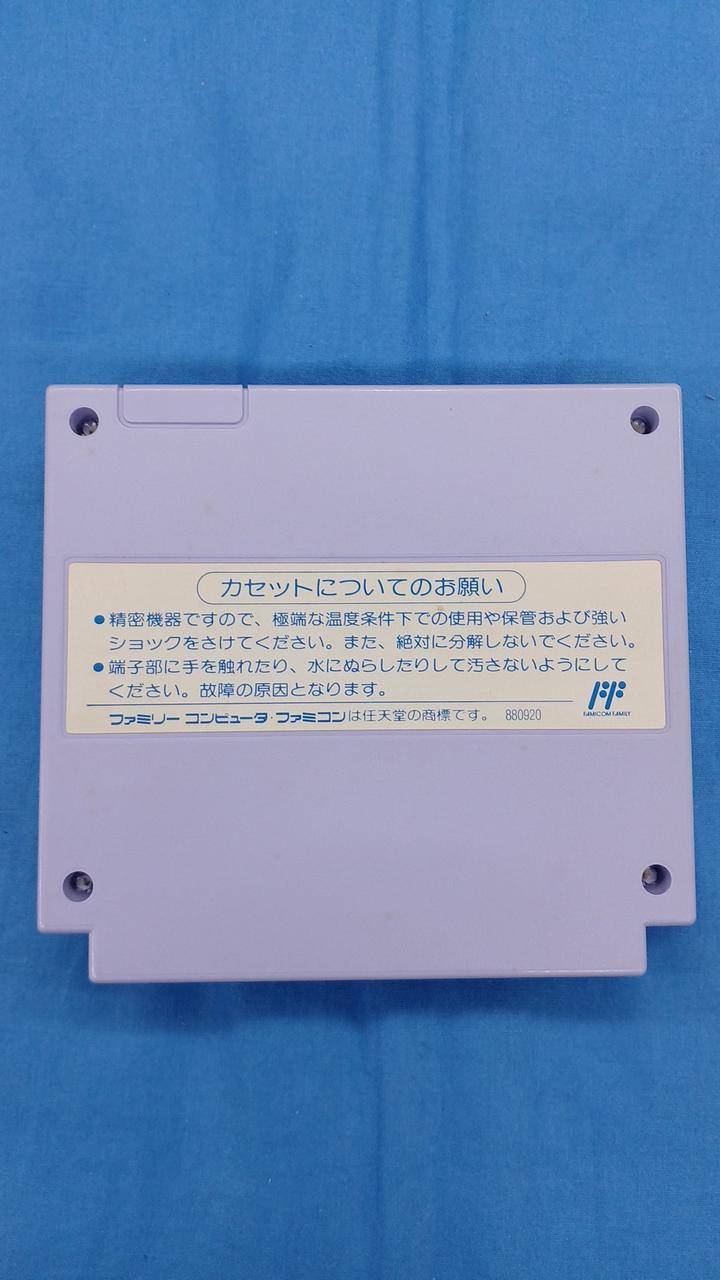 カセットについてのお願い
●精密機器ですので、極端な温度条件下での使用や保管および強い
ショックをさけてください。また、絶対に分解しないでください。
●端子部に手を触れたり、水にぬらしたりして汚さないようにして
ください。故障の原因となります。
ファミリー コンピュータ・ファミコンは任天堂の商標です。 880920
FAMICOM FAMILY